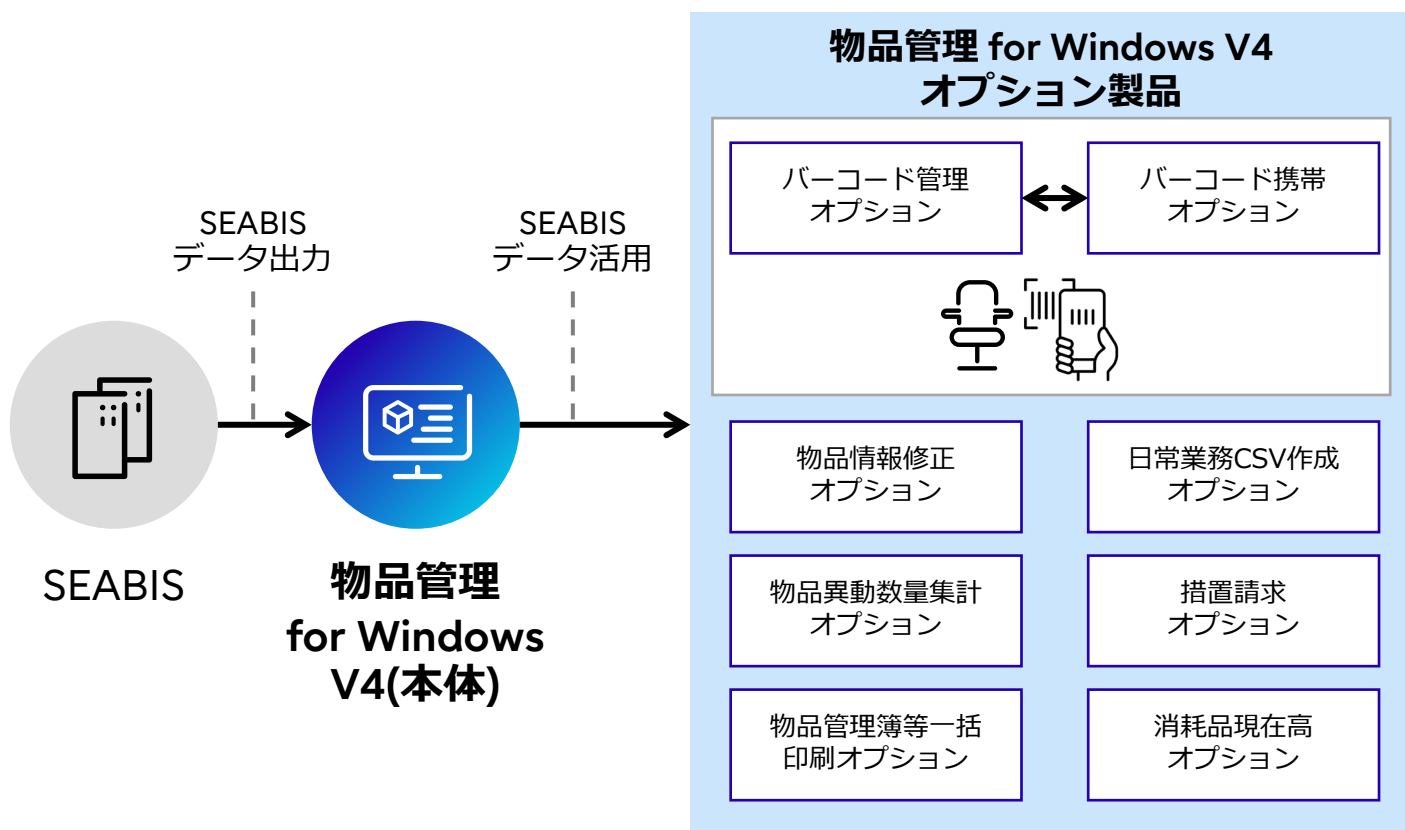 SEABIS
データ出力
SEABIS
データ活用
SEABIS
物品管理
for Windows
V4(本体)
物品管理 for Windows V4
オプション製品
バーコード管理
オプション
バーコード携帯
オプション
物品情報修正
オプション
日常業務CSV作成
オプション
物品異動数量集計
オプション
措置請求
オプション
物品管理簿等一括
印刷オプション
消耗品現在高
オプション